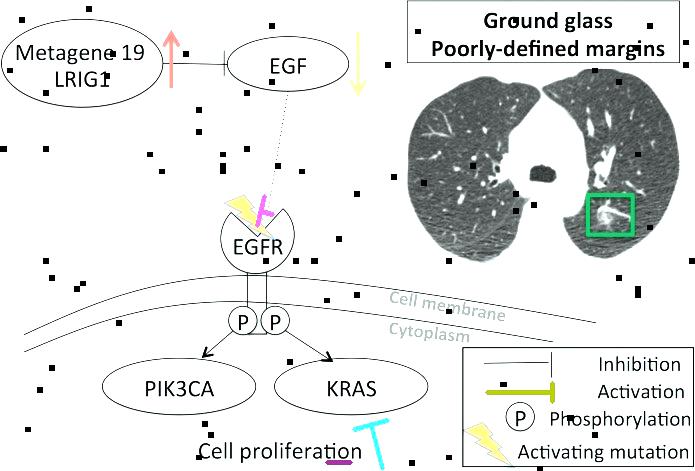 Metagene 19
LRIG1
EGF
Ground glass
Poorly-defined margins
EGFR
Cell membrane
Cytoplasm
P
P
PIK3CA
KRAS
Cell proliferation
Inhibition
Activation
P
Phosphorylation
Activating mutation